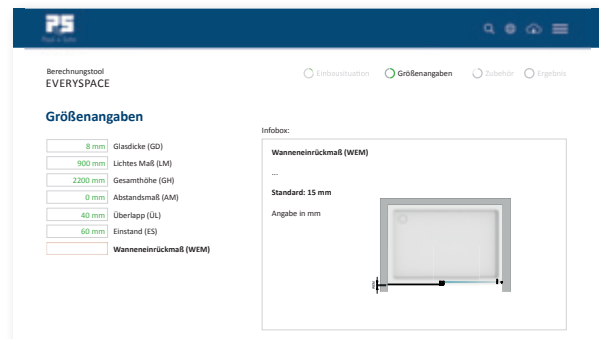 PS
Berechnungstool
EVERYSPACE
Einbausituation
Größenangaben
Zubehör
Ergebnis
Größenangaben
8 mm Glasdicke (GD)
900 mm Lichtes Maß (LM)
2200 mm Gesamthöhe (GH)
0 mm Abstandsmaß (AM)
40 mm Überlapp (ÜL)
60 mm Einstand (ES)
Wanneneinrückmaß (WEM)
Infobox:
Wanneneinrückmaß (WEM)
...
Standard: 15 mm
Angabe in mm